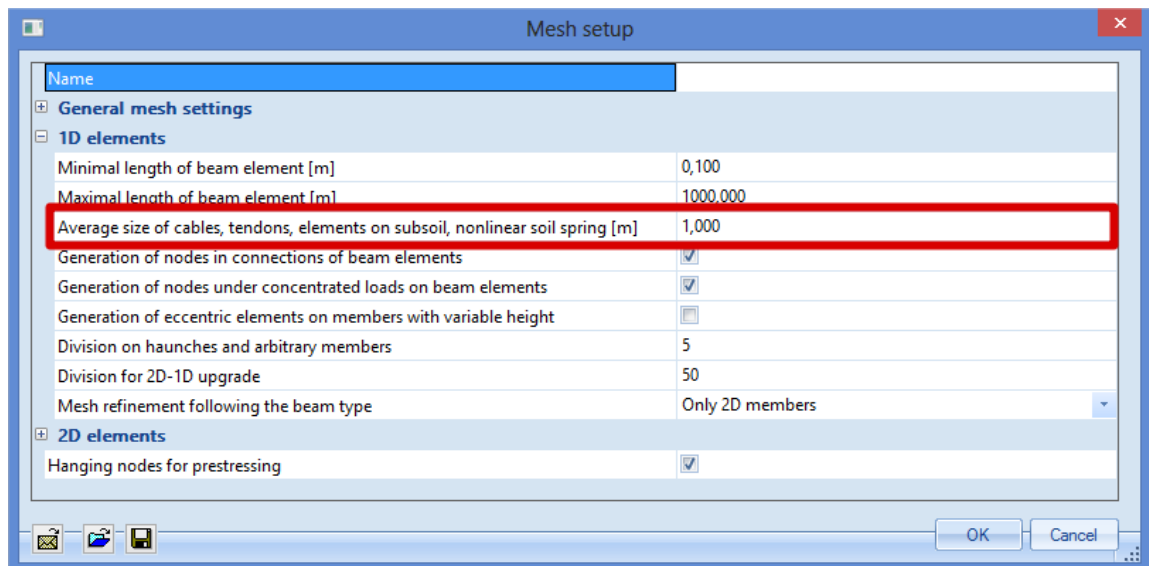 Mesh setup
Name
General mesh settings
1D elements
Minimal length of beam element [m] 0,100
Maximal length of beam element [m] 1000,000
Average size of cables, tendons, elements on subsoil, nonlinear soil spring [m] 1,000
Generation of nodes in connections of beam elements
Generation of nodes under concentrated loads on beam elements
Generation of eccentric elements on members with variable height
Division on haunches and arbitrary members 5
Division for 2D-1D upgrade 50
Mesh refinement following the beam type Only 2D members
2D elements
Hanging nodes for prestressing
OK Cancel